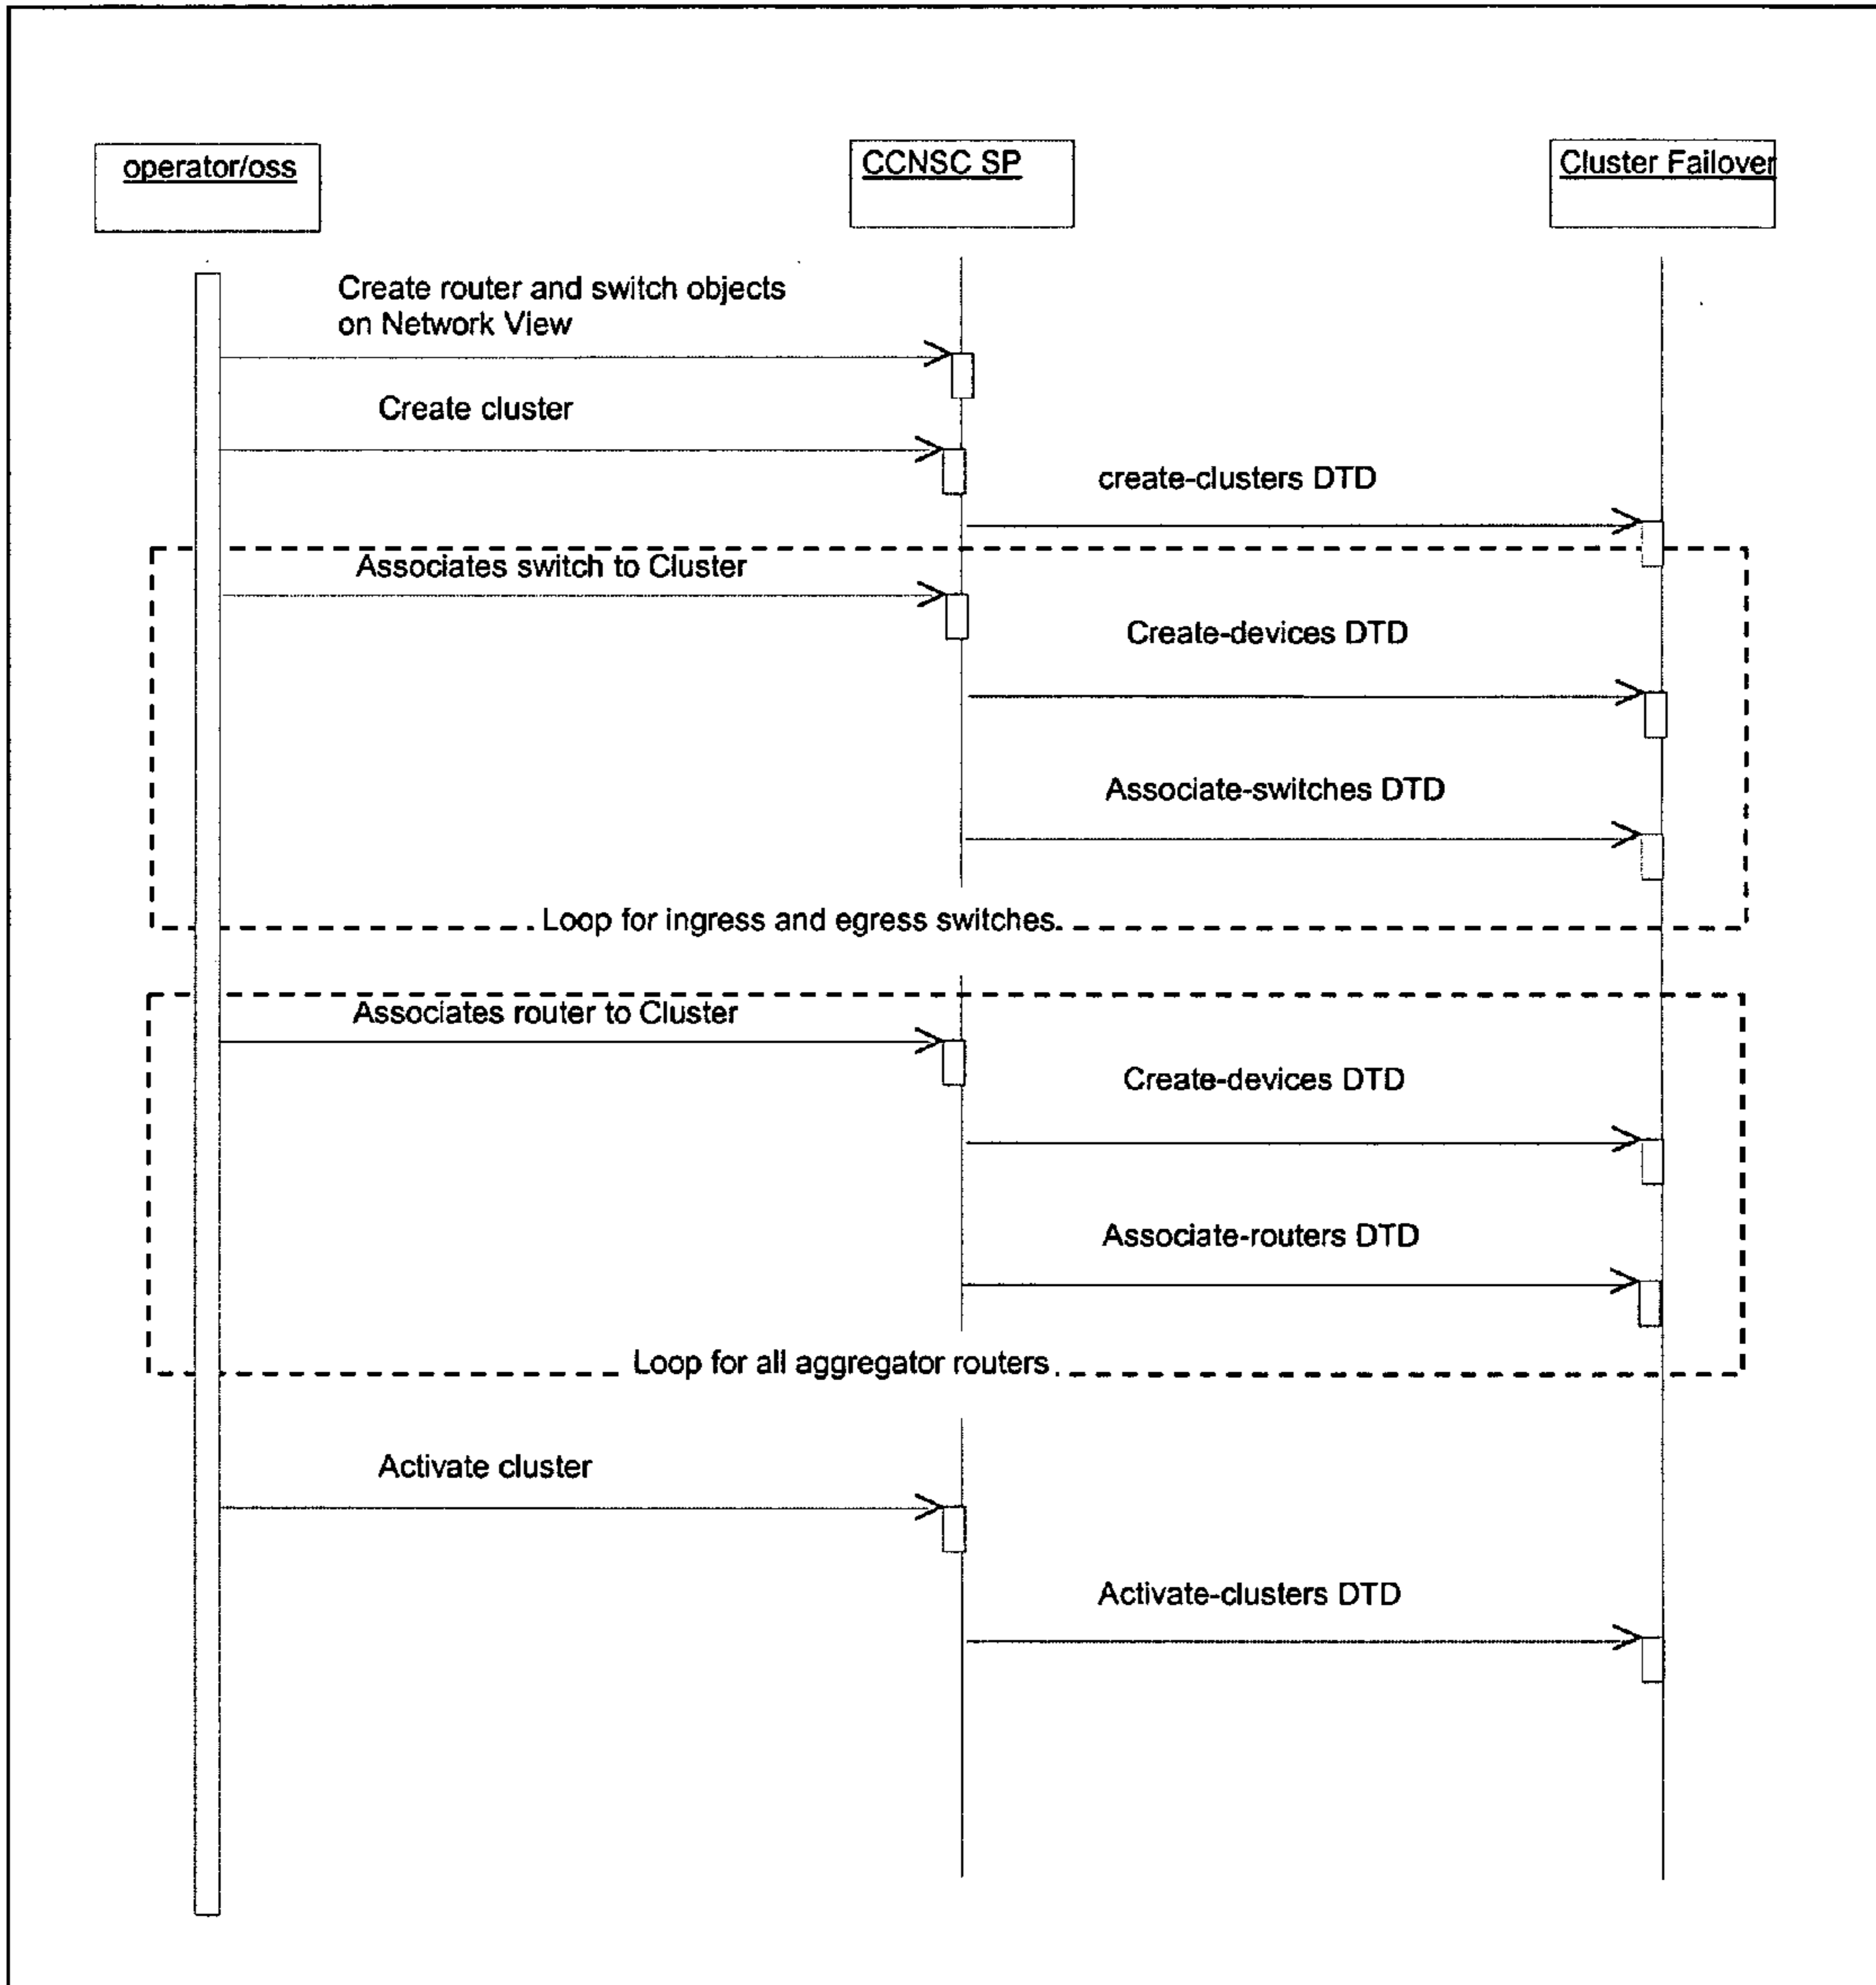 operator/oss
CCNSC SP
Cluster Failover
Create router and switch objects
on Network View
Create cluster
create-clusters DTD
Associates switch to Cluster
Create-devices DTD
Associate-switches DTD
Loop for ingress and egress switches
Associates router to Cluster
Create-devices DTD
Associate-routers DTD
Loop for all aggregator routers
Activate cluster
Activate-clusters DTD